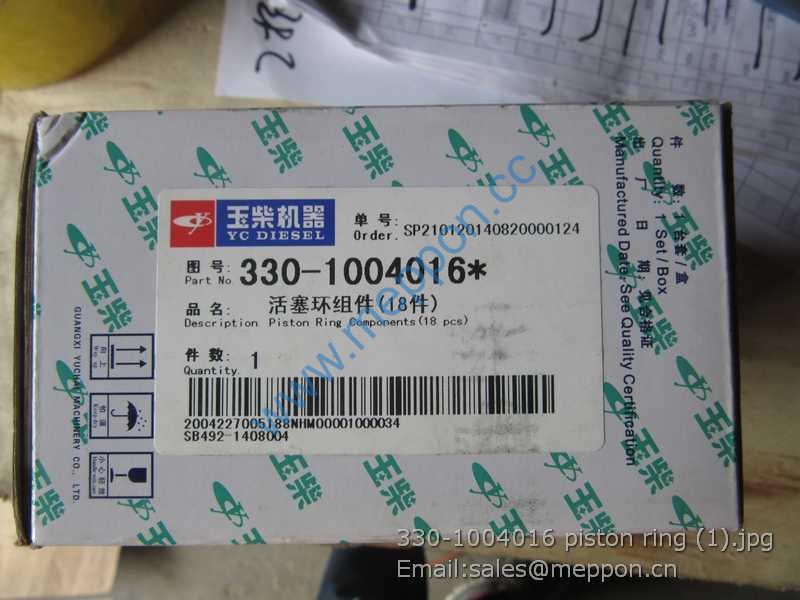 玉柴
玉柴机器
YC DIESEL
单号:
Order. SP210120140820000124
图号:
Part No. 330-1004016*
品名: 活塞环组件(18件)
Description Piston Ring Components(18 pcs)
件数: 1
Quantity.
2004227005188NHM00001000034
SB492-1408004
件 数: 1 台套/盒
Quantity: 1 Set/Box
出厂日期: 见合格证
Manufactured Date: See Quality Certification
GUANGXI YUCHAI MACHINERY CO., LTD.
向上
怕湿
Keep dry
小心轻放
www.meppon.cc
330-1004016 piston ring (1).jpg
Email:sales@meppon.cn